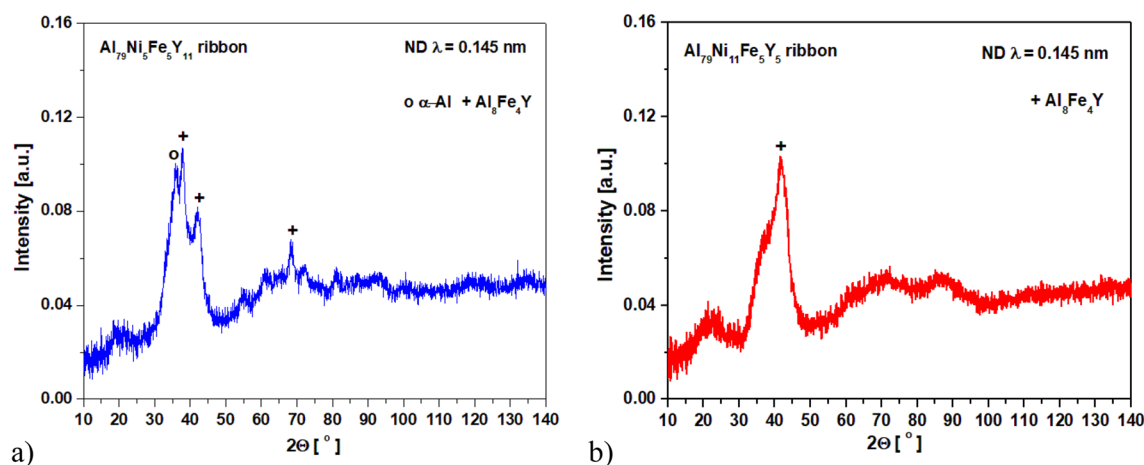 0.16
Al79Ni5Fe5Y11 ribbon ND λ = 0.145 nm
o α-Al + Al8Fe4Y
0.12
0.08
0.04
0.00
Intensity [a.u.]
o + + +
10 20 30 40 50 60 70 80 90 100 110 120 130 140
2Θ [ °]
a)
0.16
Al79Ni11Fe5Y5 ribbon ND λ = 0.145 nm
+ Al8Fe4Y
0.12
0.08
0.04
0.00
Intensity [a.u.]
+
10 20 30 40 50 60 70 80 90 100 110 120 130 140
2Θ [ °]
b)